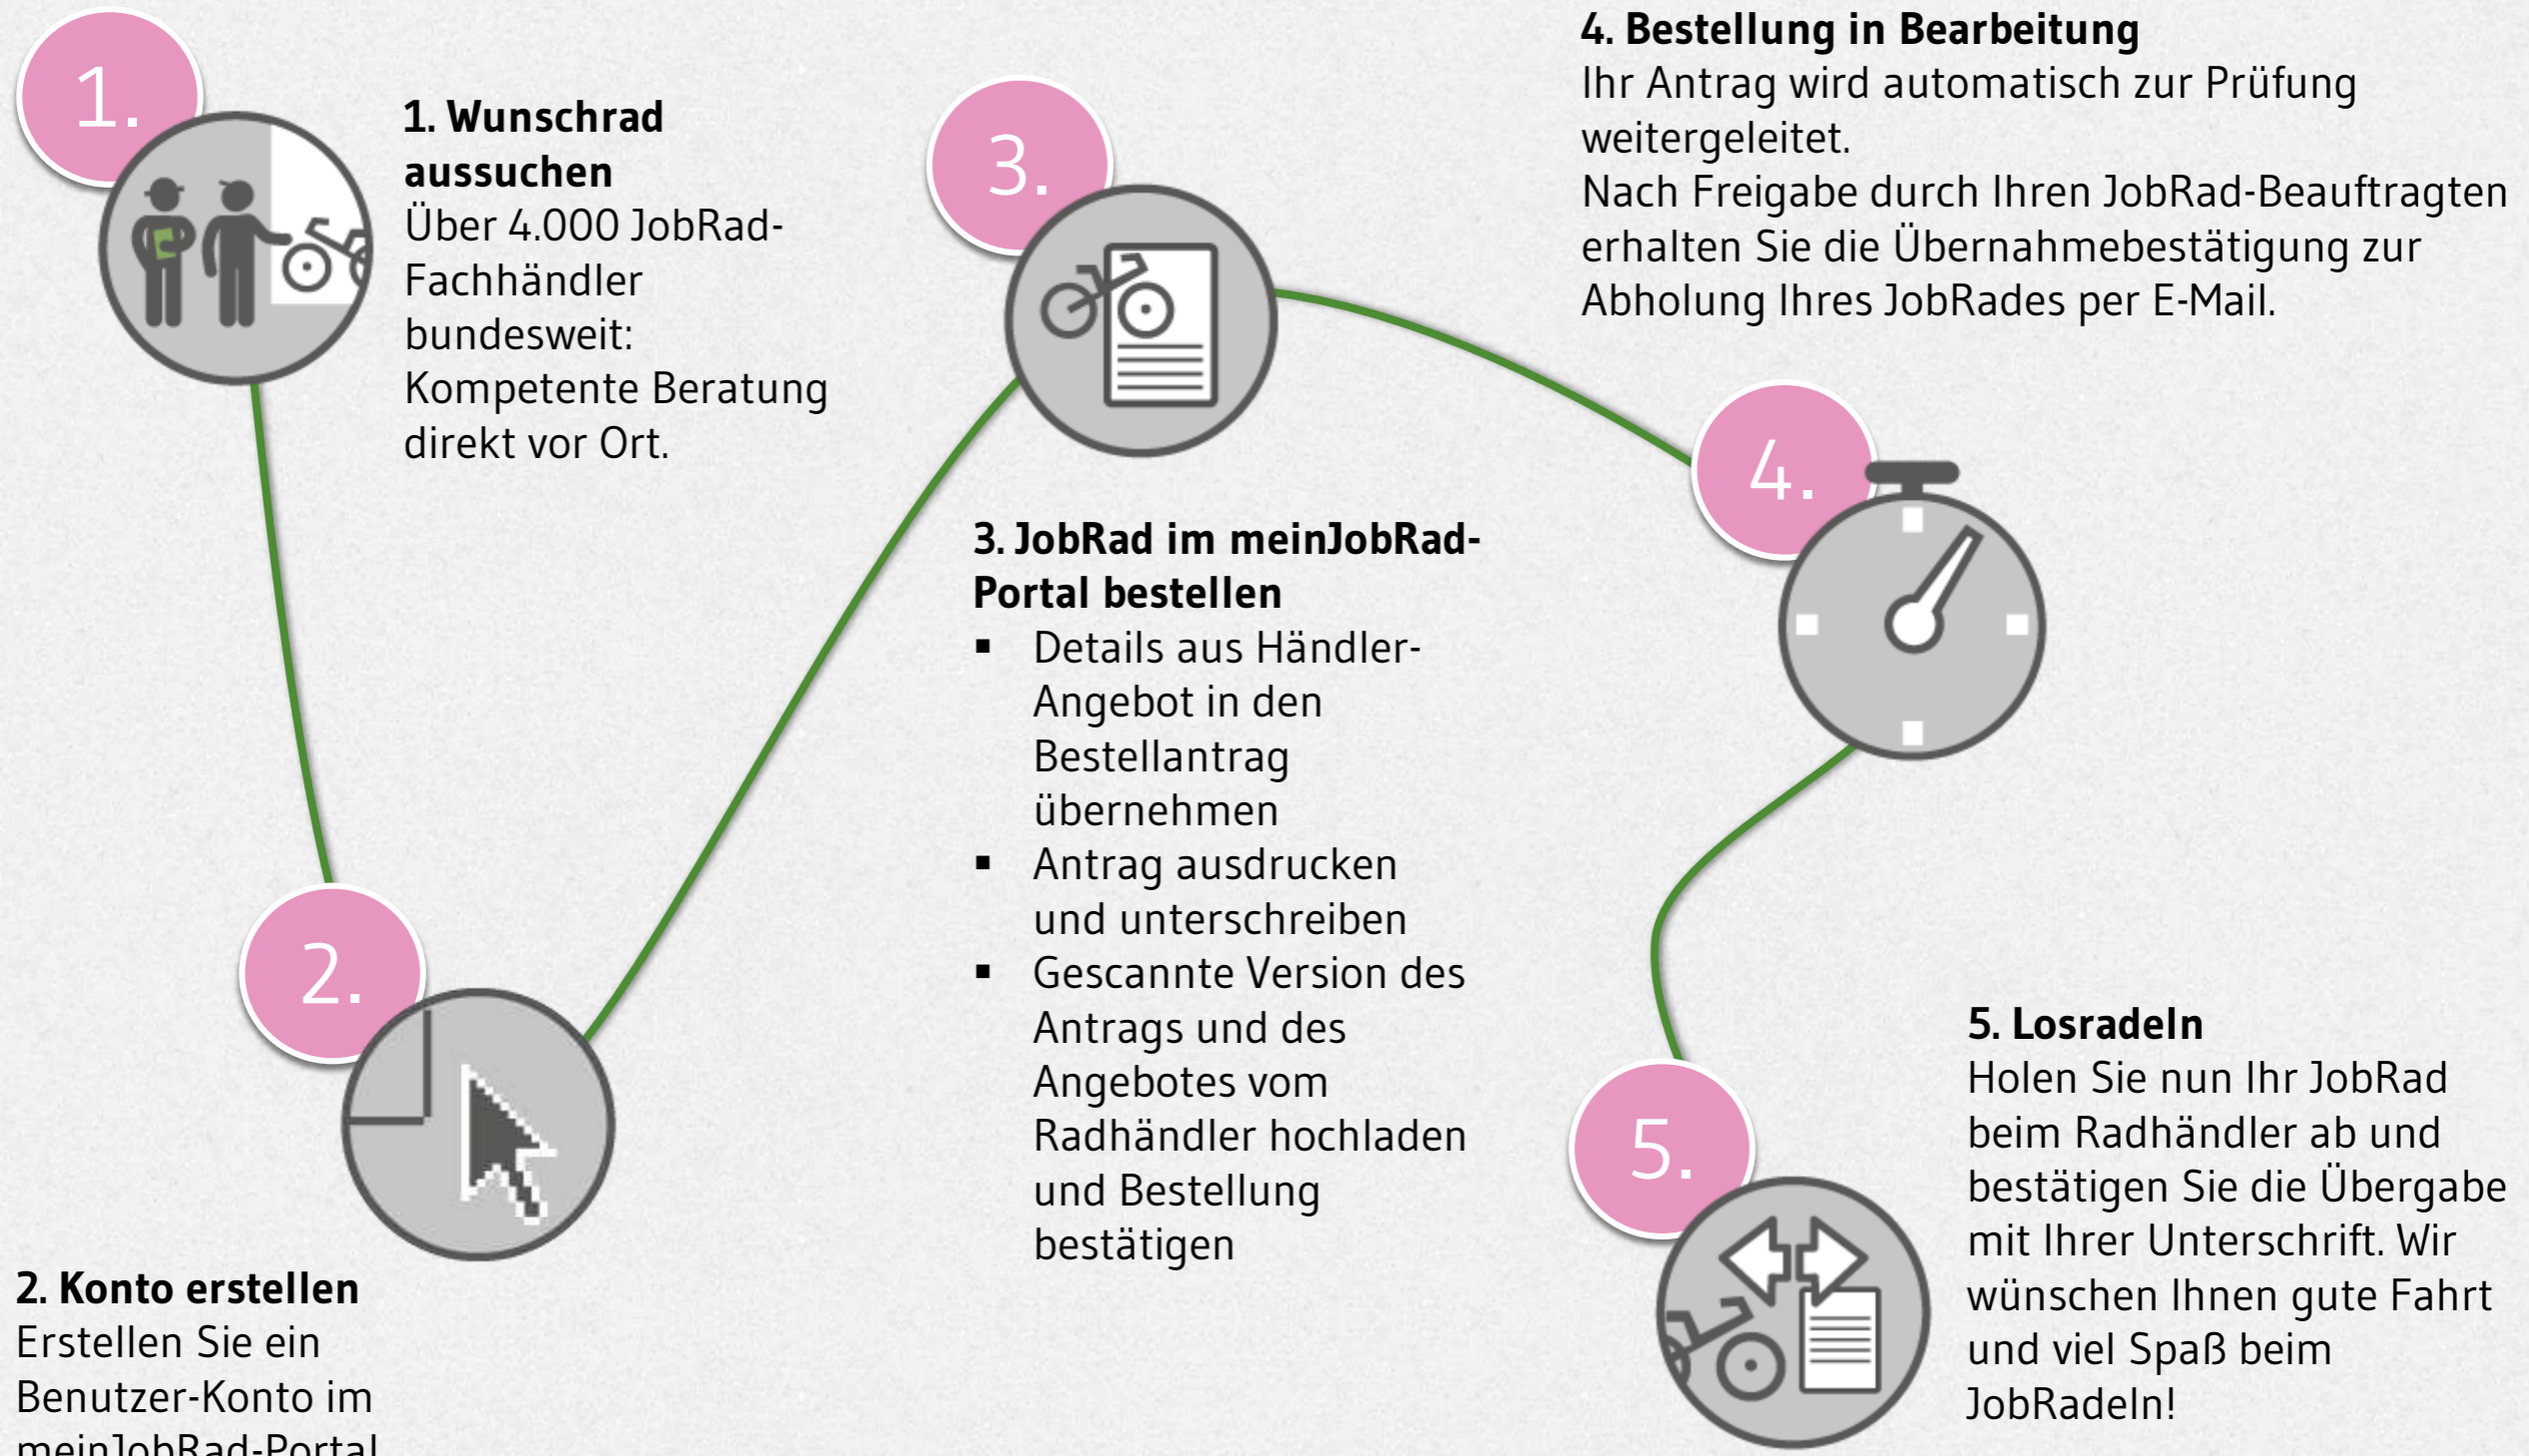 1.
1. Wunschrad
aussuchen
Über 4.000 JobRad-
Fachhändler
bundesweit:
Kompetente Beratung
direkt vor Ort.
2.
2. Konto erstellen
Erstellen Sie ein
Benutzer-Konto im
meinJobRad-Portal
3.
3. JobRad im meinJobRad-
Portal bestellen
▪ Details aus Händler-
Angebot in den
Bestellantrag
übernehmen
▪ Antrag ausdrucken
und unterschreiben
▪ Gescannte Version des
Antrags und des
Angebotes vom
Radhändler hochladen
und Bestellung
bestätigen
4. Bestellung in Bearbeitung
Ihr Antrag wird automatisch zur Prüfung
weitergeleitet.
Nach Freigabe durch Ihren JobRad-Beauftragten
erhalten Sie die Übernahmebestätigung zur
Abholung Ihres JobRades per E-Mail.
4.
5.
5. Losradeln
Holen Sie nun Ihr JobRad
beim Radhändler ab und
bestätigen Sie die Übergabe
mit Ihrer Unterschrift. Wir
wünschen Ihnen gute Fahrt
und viel Spaß beim
JobRadeln!